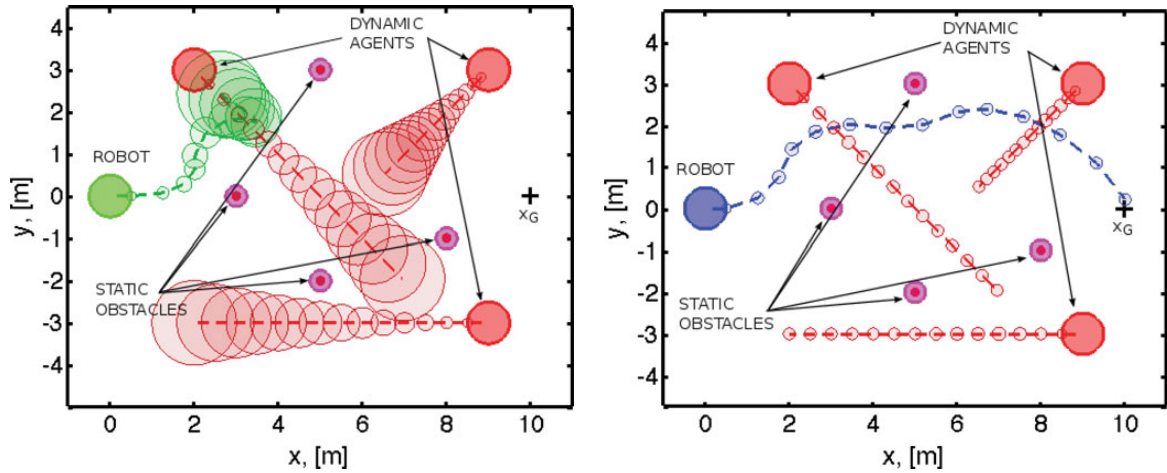 4
3
2
1
0
-1
-2
-3
-4
y, [m]
0
2
4
6
8
10
x, [m]
DYNAMIC
AGENTS
ROBOT
x_G
STATIC
OBSTACLES
4
3
2
1
0
-1
-2
-3
-4
y, [m]
0
2
4
6
8
10
x, [m]
DYNAMIC
AGENTS
ROBOT
x_G
STATIC
OBSTACLES